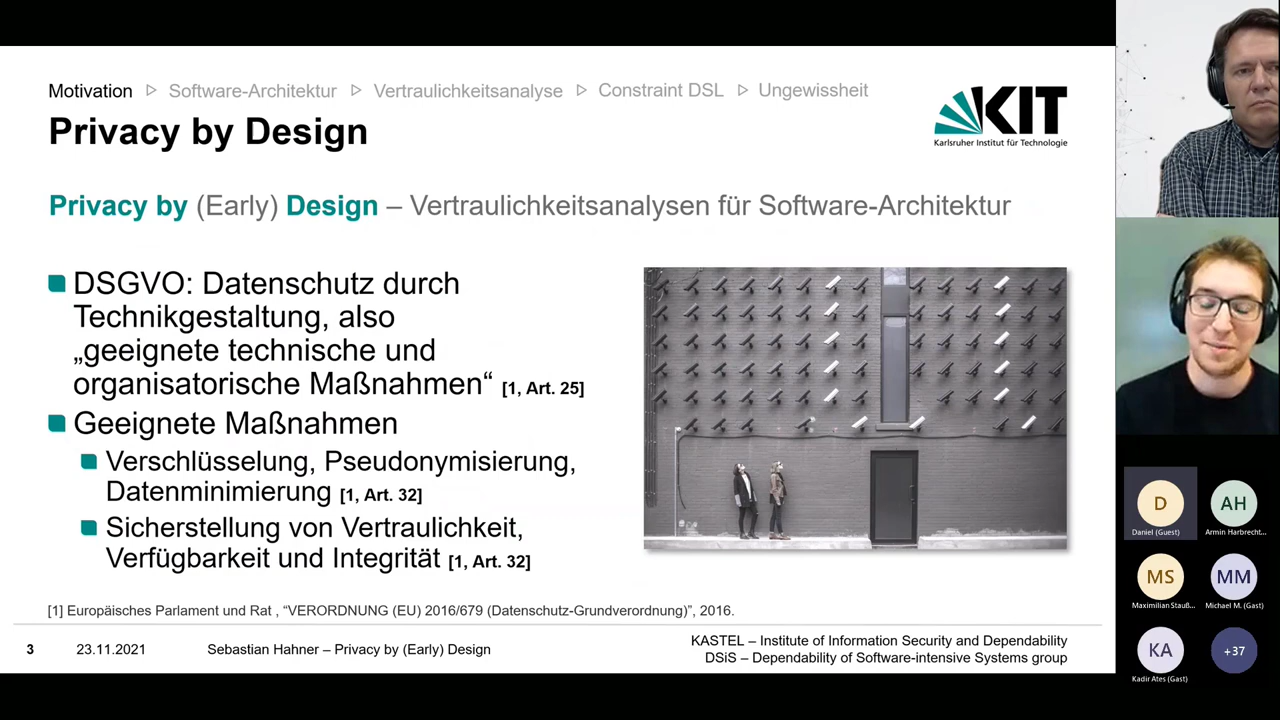 Motivation ▷ Software-Architektur ▷ Vertraulichkeitsanalyse ▷ Constraint DSL ▷ Ungewissheit
Privacy by Design
KIT
Karlsruher Institut für Technologie
Privacy by (Early) Design – Vertraulichkeitsanalysen für Software-Architektur
DSGVO: Datenschutz durch
Technikgestaltung, also
„geeignete technische und
organisatorische Maßnahmen“ [1, Art. 25]
Geeignete Maßnahmen
Verschlüsselung, Pseudonymisierung,
Datenminimierung [1, Art. 32]
Sicherstellung von Vertraulichkeit,
Verfügbarkeit und Integrität [1, Art. 32]
[1] Europäisches Parlament und Rat , “VERORDNUNG (EU) 2016/679 (Datenschutz-Grundverordnung)”, 2016.
3 23.11.2021 Sebastian Hahner – Privacy by (Early) Design
KASTEL – Institute of Information Security and Dependability
DSiS – Dependability of Software-intensive Systems group
D AH
Daniel (Guest) Armin Harbrecht...
MS MM
Maximilian Stauß... Michael M. (Gast)
KA +37
Kadir Ates (Gast)